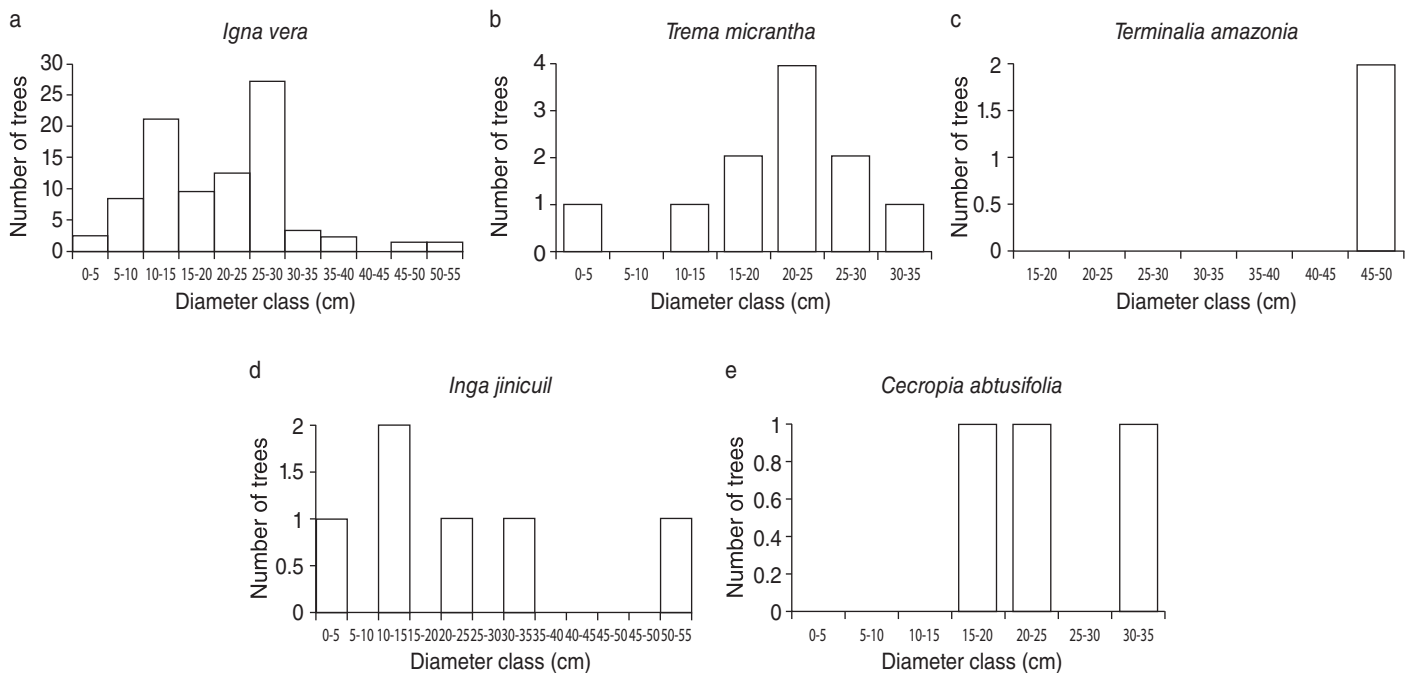 a
Igna vera
Number of trees
30
25
20
15
10
5
0
0-5 5-10 10-15 15-20 20-25 25-30 30-35 35-40 40-45 45-50 50-55
Diameter class (cm)
b
Trema micrantha
Number of trees
4
3
2
1
0
0-5 5-10 10-15 15-20 20-25 25-30 30-35
Diameter class (cm)
c
Terminalia amazonia
Number of trees
2
1.5
1
0.5
0
15-20 20-25 25-30 30-35 35-40 40-45 45-50
Diameter class (cm)
d
Inga jinicuil
Number of trees
2
1.5
1
0.5
0
0-5 5-10 10-15 15-20 20-25 25-30 30-35 35-40 40-45 45-50 45-50 50-55
Diameter class (cm)
e
Cecropia abtusifolia
Number of trees
1
0.8
0.6
0.4
0.2
0
0-5 5-10 10-15 15-20 20-25 25-30 30-35
Diameter class (cm)